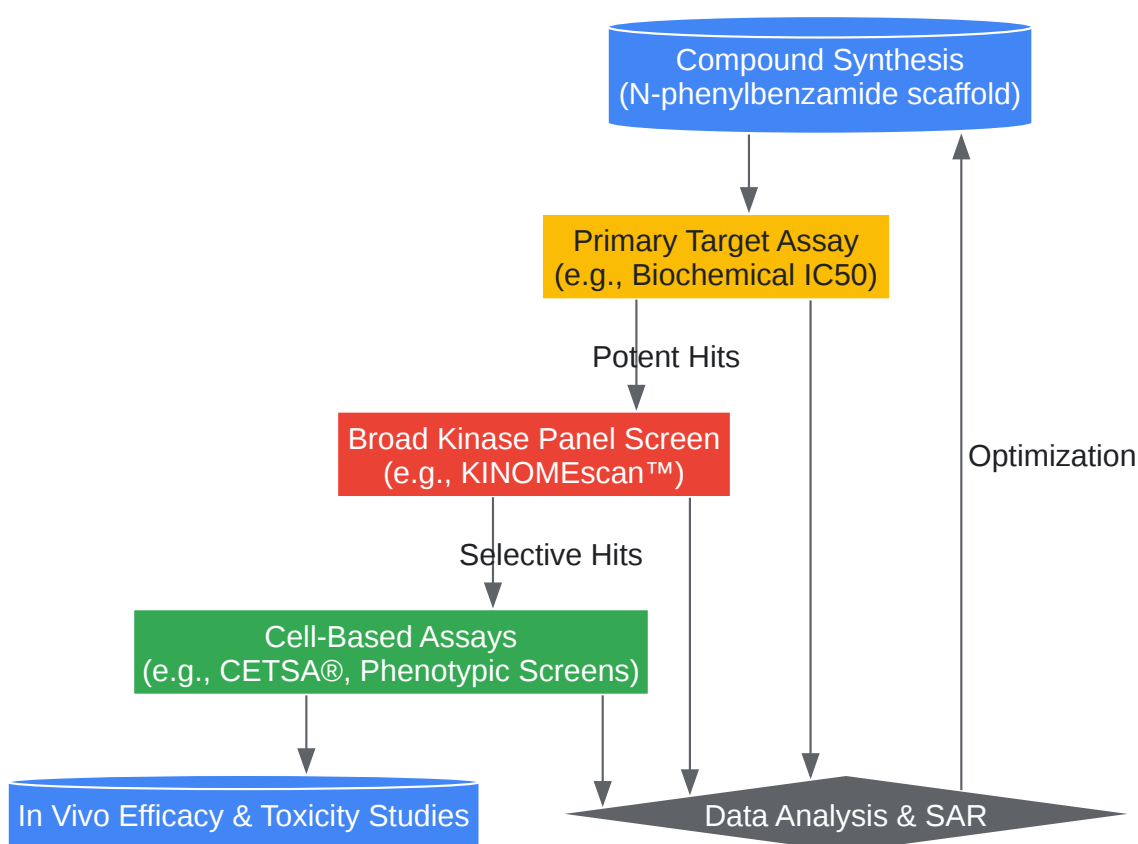 Compound Synthesis
(N-phenylbenzamide scaffold)
Primary Target Assay
(e.g., Biochemical IC50)
Potent Hits
Broad Kinase Panel Screen
(e.g., KINOMEscan™)
Optimization
Selective Hits
Cell-Based Assays
(e.g., CETSA®, Phenotypic Screens)
In Vivo Efficacy & Toxicity Studies
Data Analysis & SAR